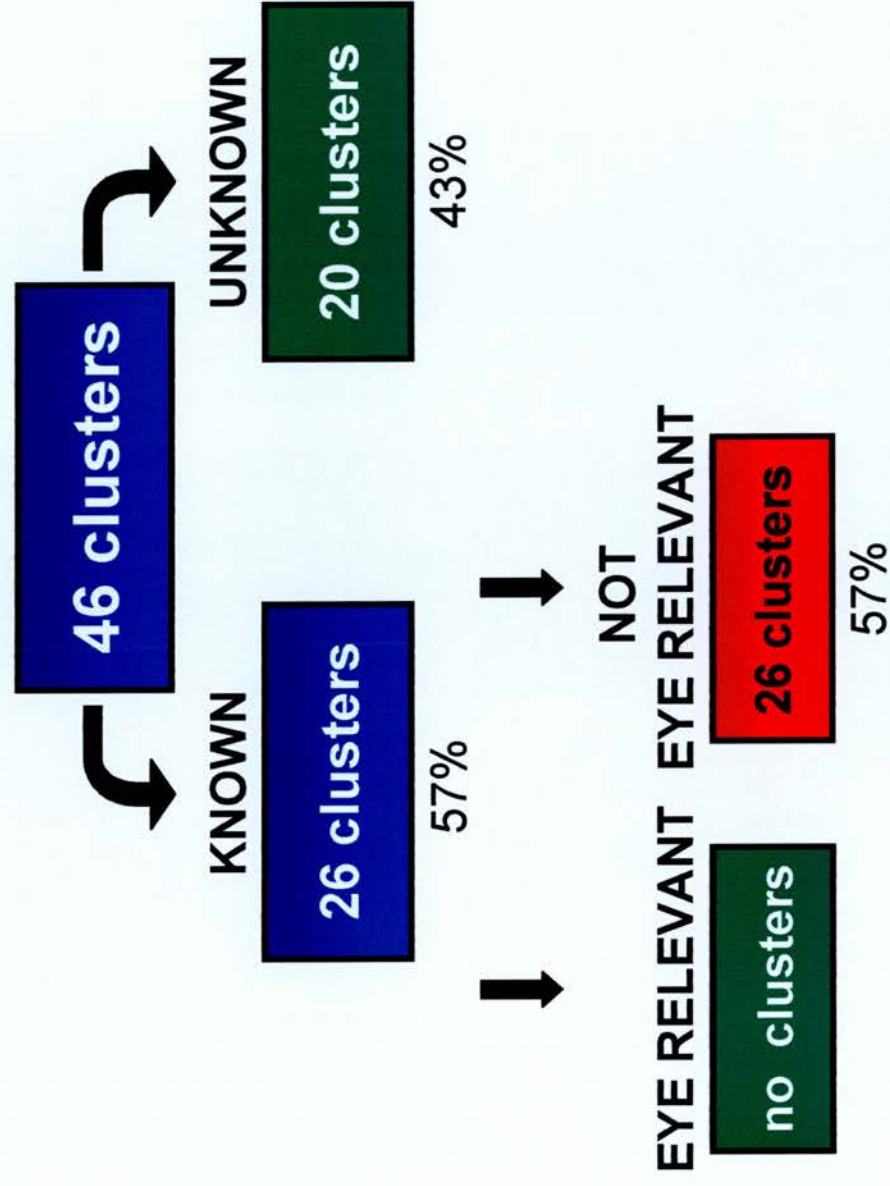 46 clusters
KNOWN
UNKNOWN
26 clusters
20 clusters
57%
43%
EYE RELEVANT
NOT
EYE RELEVANT
no clusters
26 clusters
57%